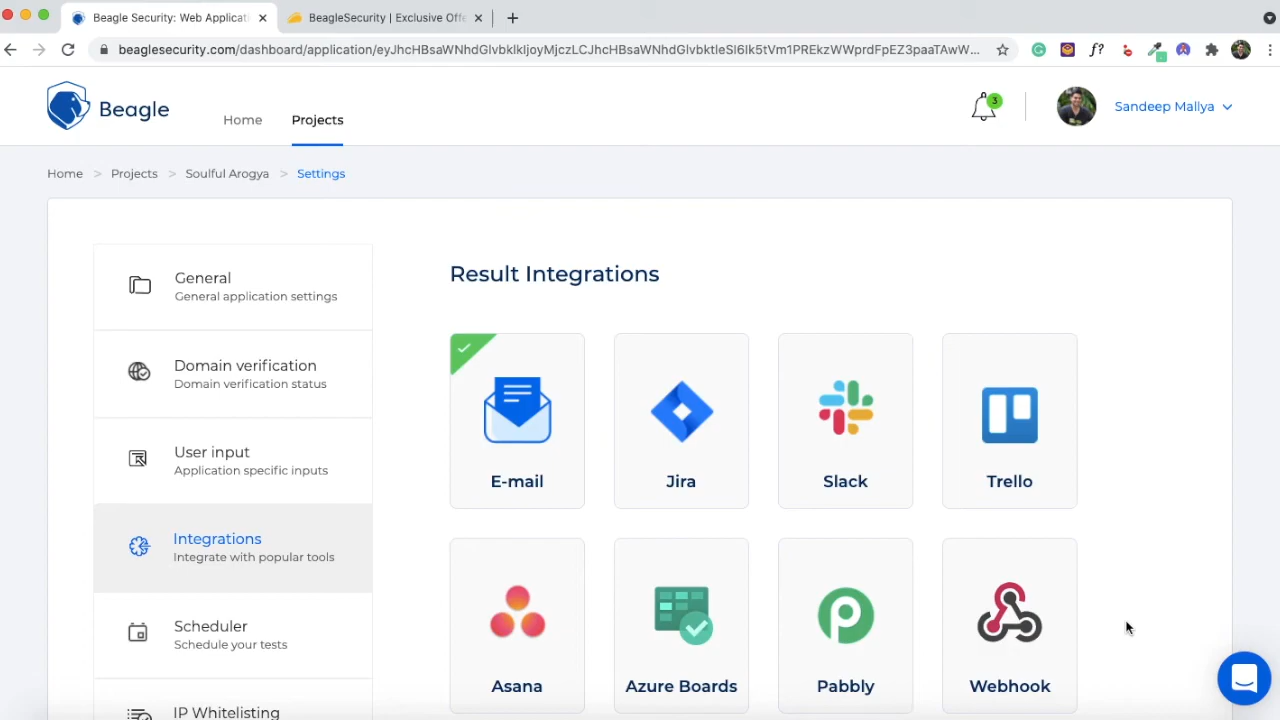 Beagle Security: Web Applicati
BeagleSecurity | Exclusive Offe
beaglesecurity.com/dashboard/application/
f?
Beagle
Home
Projects
3
Sandeep Mallya
Home > Projects > Soulful Arogya > Settings
General
General application settings
Domain verification
Domain verification status
User input
Application specific inputs
Integrations
Integrate with popular tools
Scheduler
Schedule your tests
IP Whitelisting
Result Integrations
E-mail
Jira
Slack
Trello
Asana
Azure Boards
Pabbly
Webhook